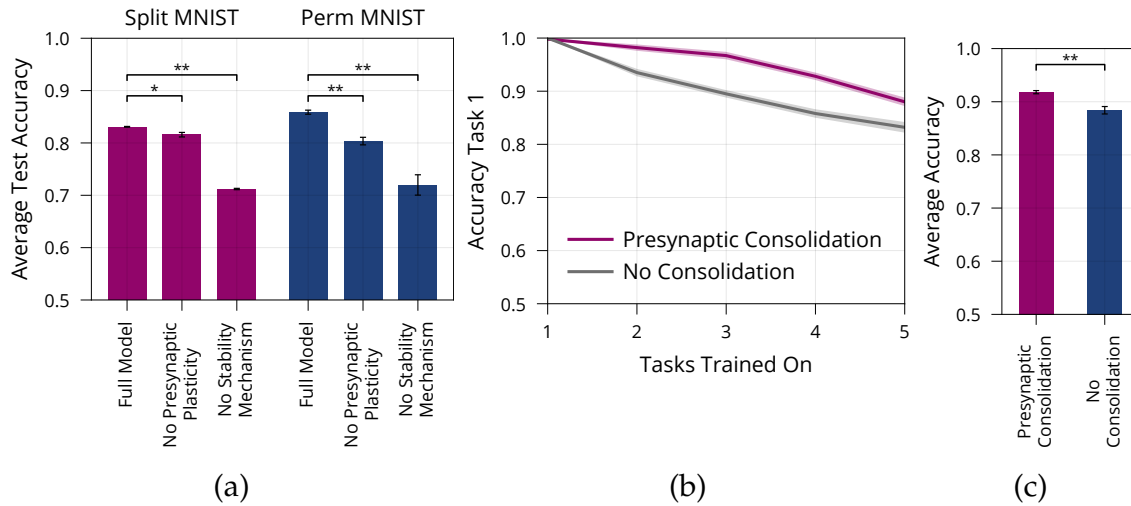 Split MNIST
Perm MNIST
Average Test Accuracy
1.0
0.9
0.8
0.7
0.6
0.5
**
*
**
**
Full Model
No Presynaptic
Plasticity
No Stability
Mechanism
Full Model
No Presynaptic
Plasticity
No Stability
Mechanism
(a)
Accuracy Task 1
1.0
0.9
0.8
0.7
0.6
0.5
Presynaptic Consolidation
No Consolidation
1
2
3
4
5
Tasks Trained On
(b)
Average Accuracy
1.0
0.9
0.8
0.7
0.6
0.5
**
Presynaptic
Consolidation
No
Consolidation
(c)